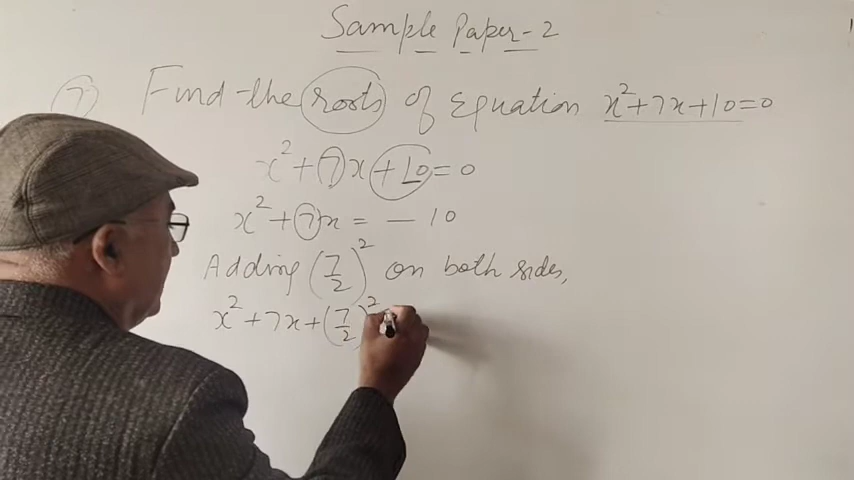 Sample Paper-2
(7) Find the roots of Equation x²+7x+10=0
x²+7x+10=0
x²+7x = -10
Adding (7/2)² on both sides,
x²+7x+(7/2)²